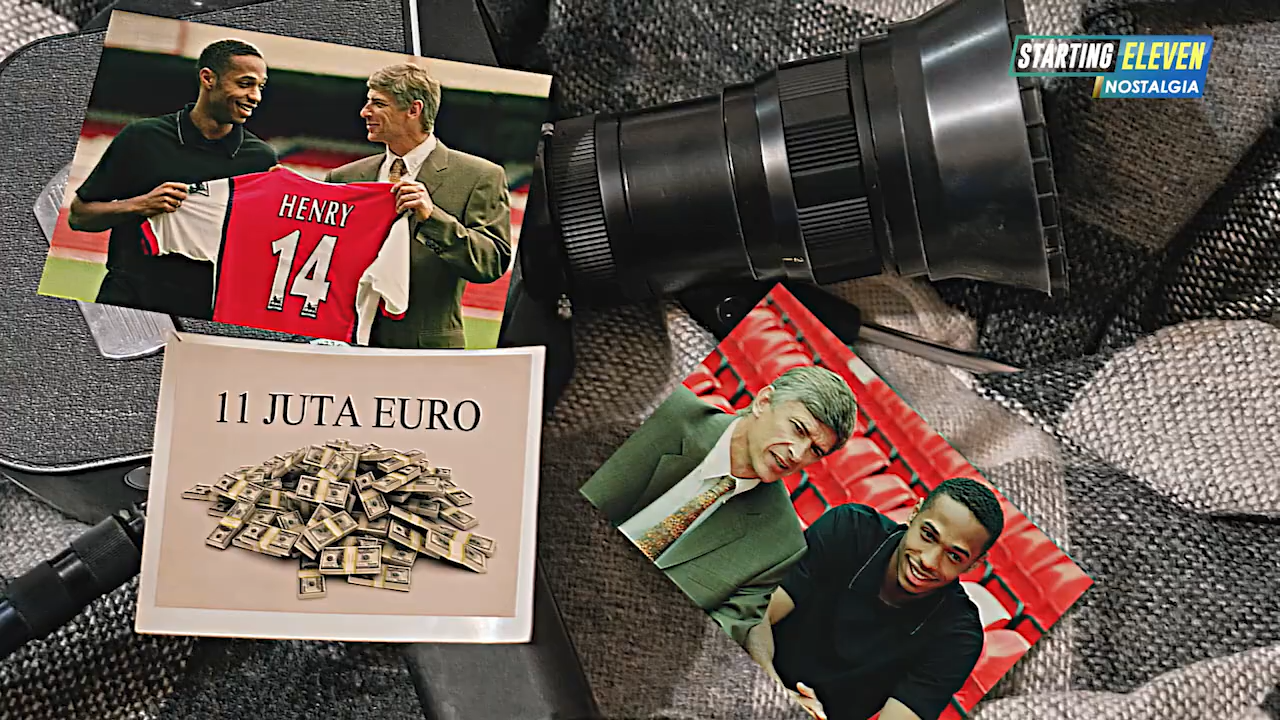 STARTING ELEVEN
NOSTALGIA
HENRY
14
11 JUTA EURO